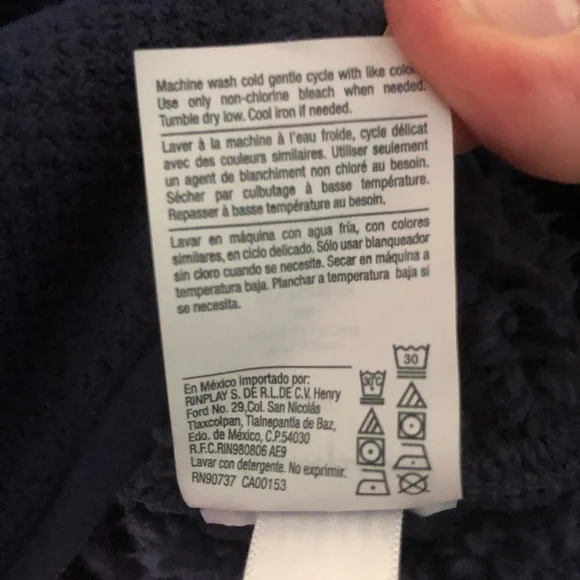 Machine wash cold gentle cycle with like color
Use only non-chlorine bleach when needed.
Tumble dry low. Cool iron if needed.
Laver à la machine à l'eau froide, cycle délicat
avec des couleurs similaires. Utiliser seulement
un agent de blanchiment non chloré au besoin.
Sécher par culbutage à basse température.
Repasser à basse température au besoin.
Lavar en máquina con agua fría, con colores
similares, en ciclo delicado. Sólo usar blanqueador
sin cloro cuando se necesite. Secar en máquina a
temperatura baja. Planchar a temperatura baja si
se necesita.
En México importado por:
RINPLAY S. DE R.L.DE C.V. Henry
Ford No. 29,Col. San Nicolás
Tlaxcolpan, Tlalnepantla de Baz,
Edo. de México, C.P.54030
R.F.C.RIN980806 AE9
Lavar con detergente. No exprimir.
RN90737 CA00153
30°C
30